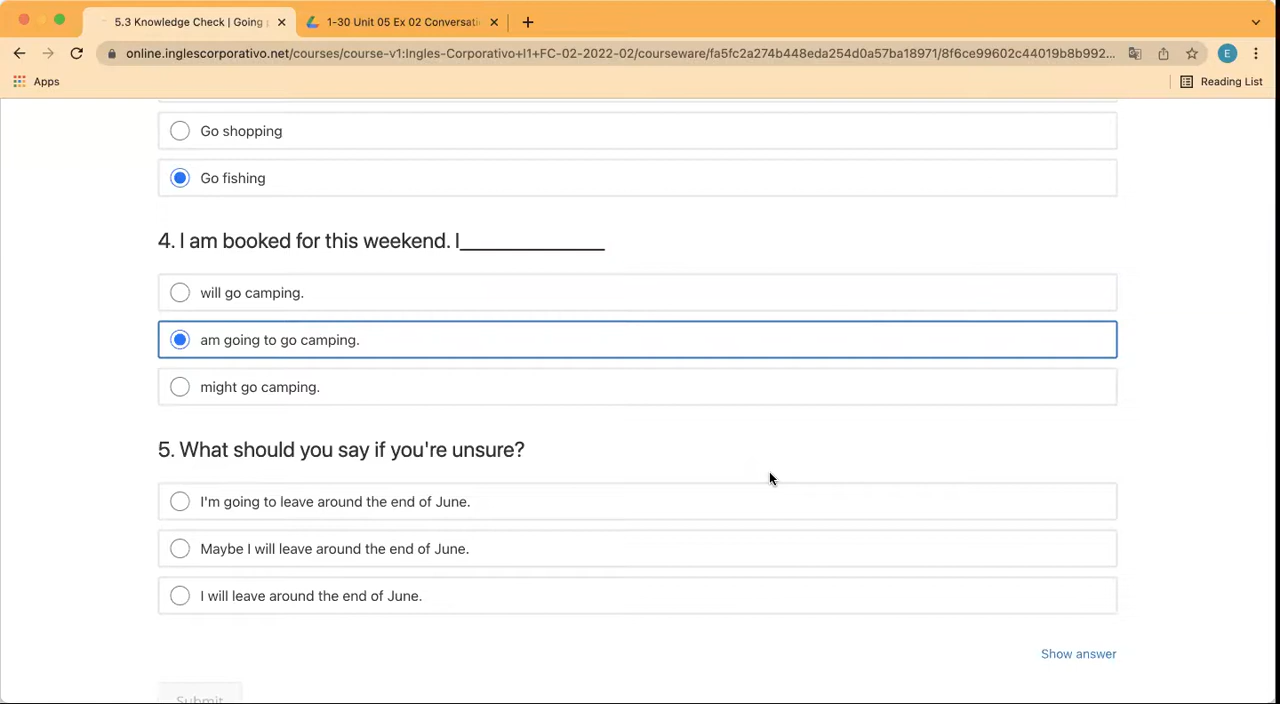 5.3 Knowledge Check | Going
1-30 Unit 05 Ex 02 Conversati
online.inglescorporativo.net/courses/course-v1:Ingles-Corporativo+I1+FC-02-2022-02/courseware/fa5fc2a274b448eda254d0a57ba18971/8f6ce99602c44019b8b992...
E
Apps
Reading List
Go shopping
Go fishing
4. I am booked for this weekend. I______________
will go camping.
am going to go camping.
might go camping.
5. What should you say if you're unsure?
I'm going to leave around the end of June.
Maybe I will leave around the end of June.
I will leave around the end of June.
Show answer
Submit